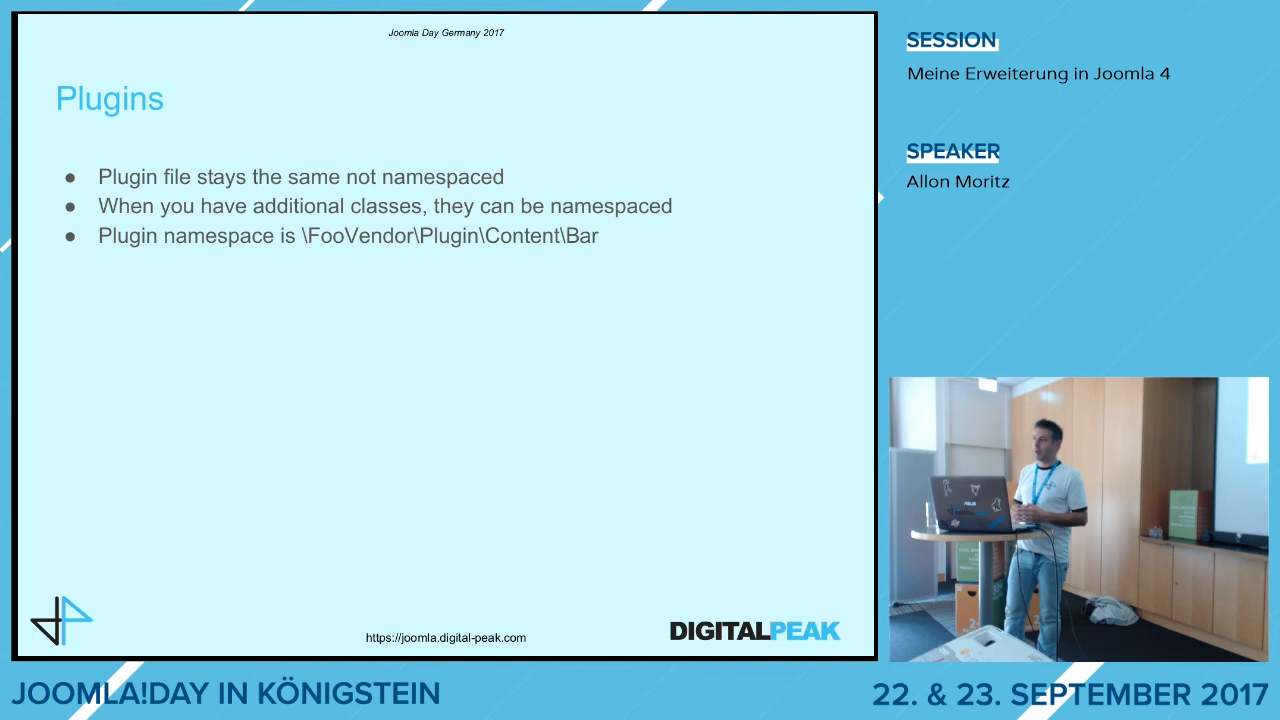 Joomla Day Germany 2017
Plugins
● Plugin file stays the same not namespaced
● When you have additional classes, they can be namespaced
● Plugin namespace is \FooVendor\Plugin\Content\Bar
https://joomla.digital-peak.com
DIGITALPEAK
SESSION
Meine Erweiterung in Joomla 4
SPEAKER
Allon Moritz
ASUS
JOOMLA!DAY IN KÖNIGSTEIN
22. & 23. SEPTEMBER 2017